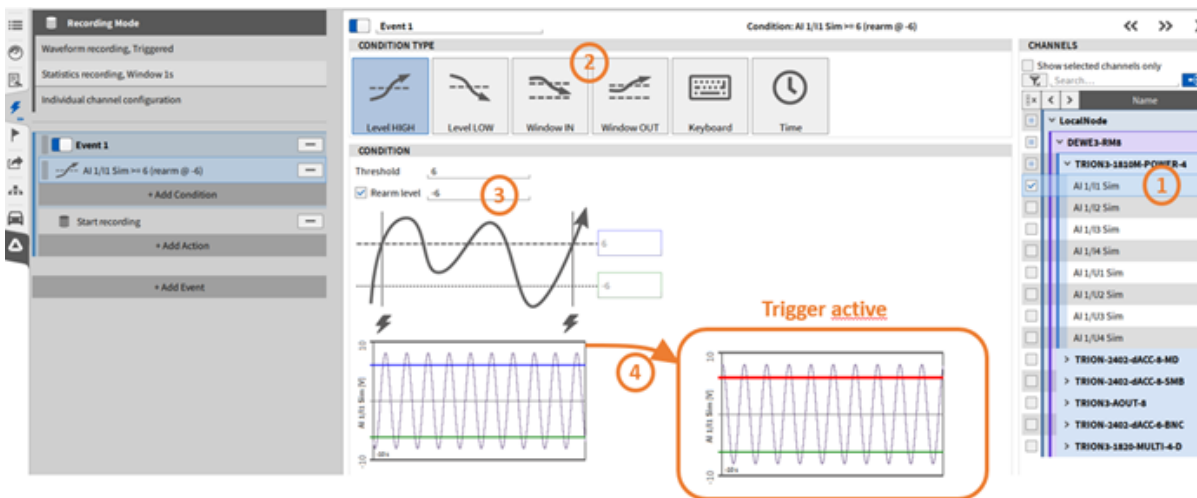 Recording Mode
Waveform recording, Triggered
Statistics recording, Window 1s
Individual channel configuration
Event 1
AI 1/I1 Sim >= 6 (rearm @ -6)
+ Add Condition
Start recording
+ Add Action
+ Add Event
Event 1
Condition: AI 1/I1 Sim >= 6 (rearm @ -6)
CONDITION TYPE
2
Level HIGH
Level LOW
Window IN
Window OUT
Keyboard
Time
CONDITION
Threshold 6
Rearm level -6
3
6
-6
10
AI 1/I1 Sim [V]
-10
-10 s
4
Trigger active
10
AI 1/I1 Sim [V]
-10
-10 s
CHANNELS
Show selected channels only
Search...
Name
LocalNode
DEWE3-RM8
TRION3-1810M-POWER-4
AI 1/I1 Sim
1
AI 1/I2 Sim
AI 1/I3 Sim
AI 1/I4 Sim
AI 1/U1 Sim
AI 1/U2 Sim
AI 1/U3 Sim
AI 1/U4 Sim
TRION-2402-dACC-8-MD
TRION-2402-dACC-8-SMB
TRION3-AOUT-8
TRION-2402-dACC-6-BNC
TRION3-1820-MULTI-4-D